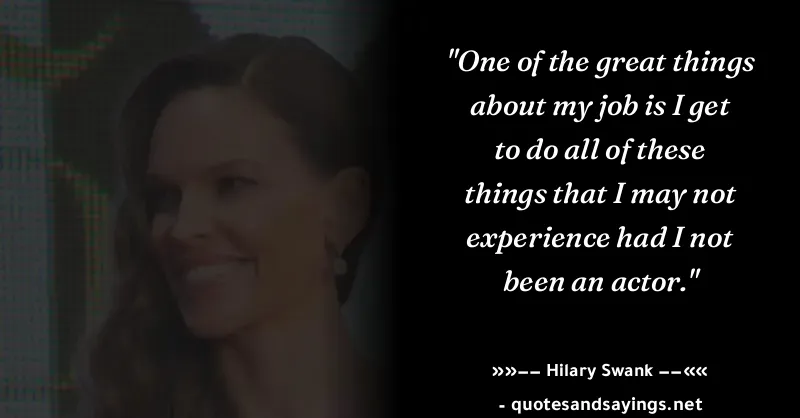 "One of the great things
about my job is I get
to do all of these
things that I may not
experience had I not
been an actor."
»»−− Hilary Swank −−««
- quotesandsayings.net